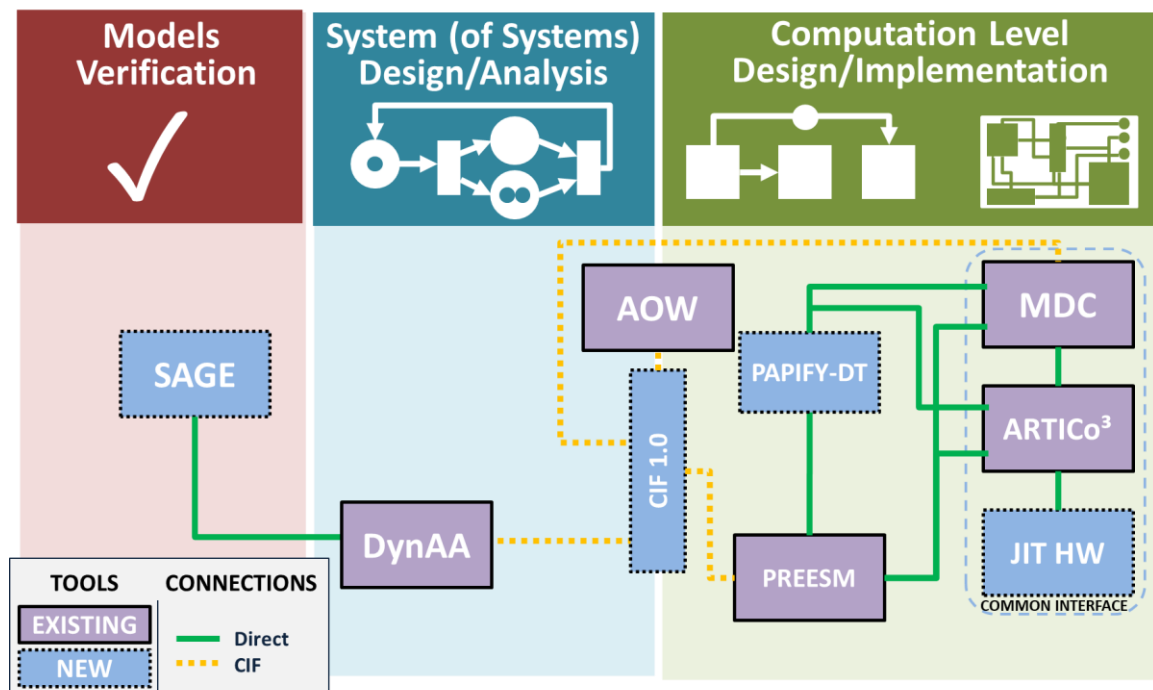 Models
Verification
System (of Systems)
Design/Analysis
Computation Level
Design/Implementation
AOW
MDC
SAGE
PAPIFY-DT
CIF 1.0
ARTICo³
DynAA
PREESM
JIT HW
COMMON INTERFACE
TOOLS
CONNECTIONS
EXISTING
NEW
Direct
CIF